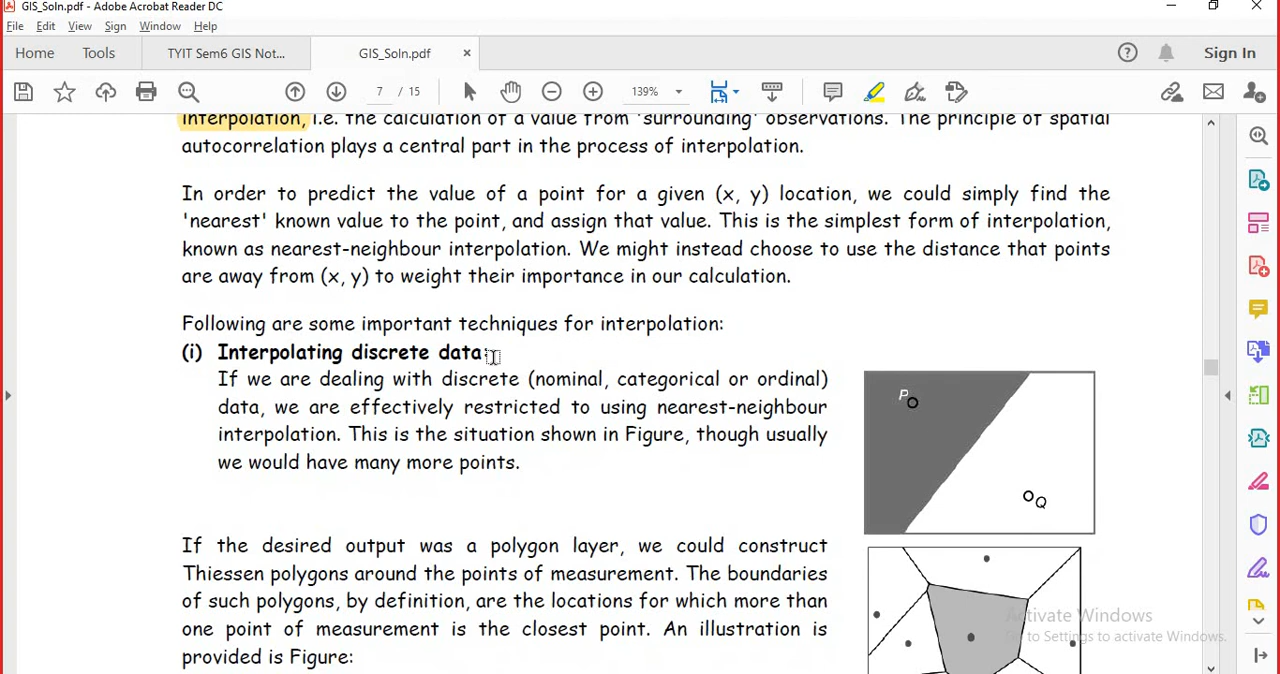 GIS_Soln.pdf - Adobe Acrobat Reader DC
File Edit View Sign Window Help
Home Tools TYIT Sem6 GIS Not... GIS_Soln.pdf × Sign In
7 / 15 139%
interpolation, i.e. the calculation of a value from 'surrounding' observations. The principle of spatial
autocorrelation plays a central part in the process of interpolation.
In order to predict the value of a point for a given (x, y) location, we could simply find the
'nearest' known value to the point, and assign that value. This is the simplest form of interpolation,
known as nearest-neighbour interpolation. We might instead choose to use the distance that points
are away from (x, y) to weight their importance in our calculation.
Following are some important techniques for interpolation:
(i) Interpolating discrete data:
If we are dealing with discrete (nominal, categorical or ordinal)
data, we are effectively restricted to using nearest-neighbour
interpolation. This is the situation shown in Figure, though usually
we would have many more points.
P
Q
If the desired output was a polygon layer, we could construct
Thiessen polygons around the points of measurement. The boundaries
of such polygons, by definition, are the locations for which more than
one point of measurement is the closest point. An illustration is
provided is Figure:
Activate Windows
Go to Settings to activate Windows.